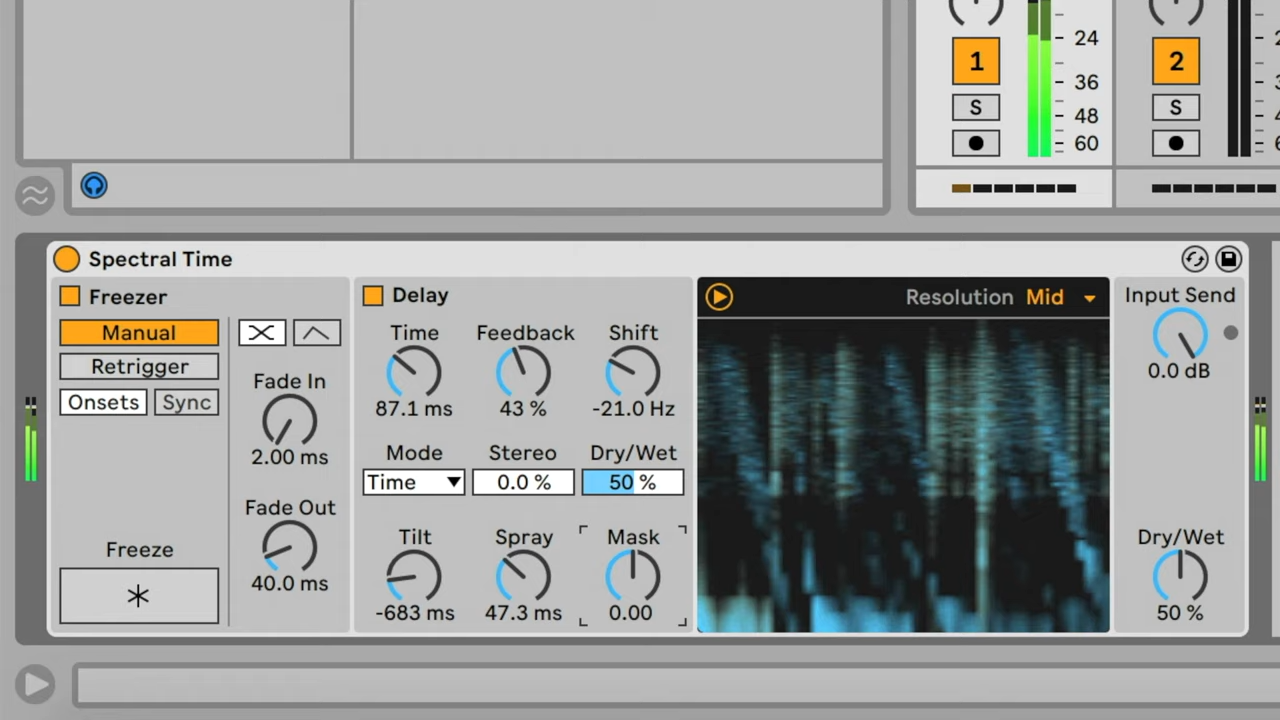 24
1
2
36
S
S
48
60
Spectral Time
Freezer
Delay
Resolution Mid
Input Send
Manual
Time
Feedback
Shift
Retrigger
0.0 dB
Onsets
Sync
Fade In
87.1 ms
43 %
-21.0 Hz
2.00 ms
Mode
Stereo
Dry/Wet
Time
0.0 %
50 %
Fade Out
Freeze
Tilt
Spray
Mask
Dry/Wet
40.0 ms
-683 ms
47.3 ms
0.00
50 %